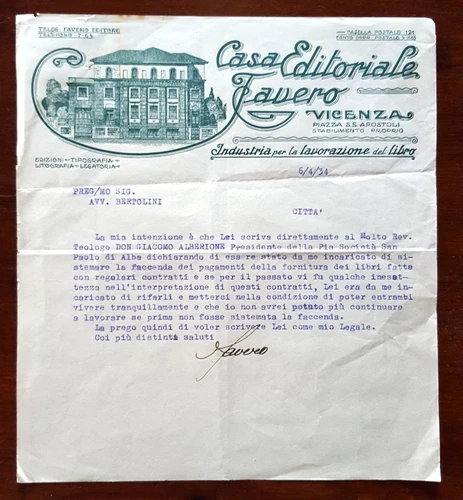 TELEG. FAVERO EDITORE
TELEFONO 7-64
CASELLA POSTALE 121
Casa Editoriale
Favero
VICENZA
PIAZZA S.S. APOSTOLI
STABILIMENTO PROPRIO
EDIZIONI - TIPOGRAFIA -
LITOGRAFIA - LEGATORIA -
Industria per la lavorazione del libro
6/4/34
PREG/MO SIG.
AVV. BERTOLINI
CITTA'
La mia intenzione è che Lei scriva direttamente al Molto Rev.
Teologo DON GIACOMO ALBERIONE Presidente della Pia Società San
Paolo di Alba dichiarando di essere stato da me incaricato di si-
stemare la faccenda dei pagamenti della fornitura dei libri fatta
con regolari contratti e se per il passato vi fu qualche inesat-
tezza nell'interpretazione di questi contratti, Lei era da me in-
caricato di rifarli e metterci nella condizione di poter entrambi
vivere tranquillamente e che io non avrei potuto più continuare
a lavorare se prima non fosse sistemata la faccenda.
La prego quindi di voler scrivere Lei come mio Legale.
Coi più distinti saluti
Favero